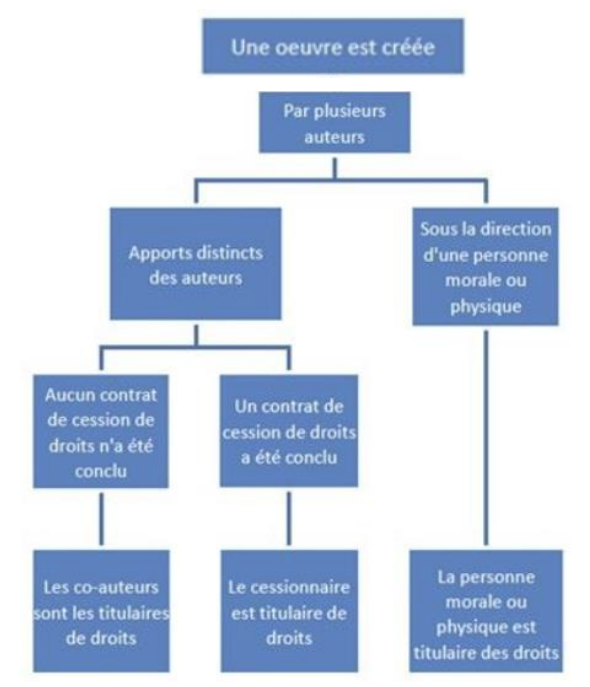 Une oeuvre est créée
Par plusieurs
auteurs
Apports distincts
des auteurs
Sous la direction
d'une personne
morale ou
physique
Aucun contrat
de cession de
droits n'a été
conclu
Un contrat de
cession de droits
a été conclu
Les co-auteurs
sont les titulaires
de droits
Le cessionnaire
est titulaire de
droits
La personne
morale ou
physique est
titulaire des droits